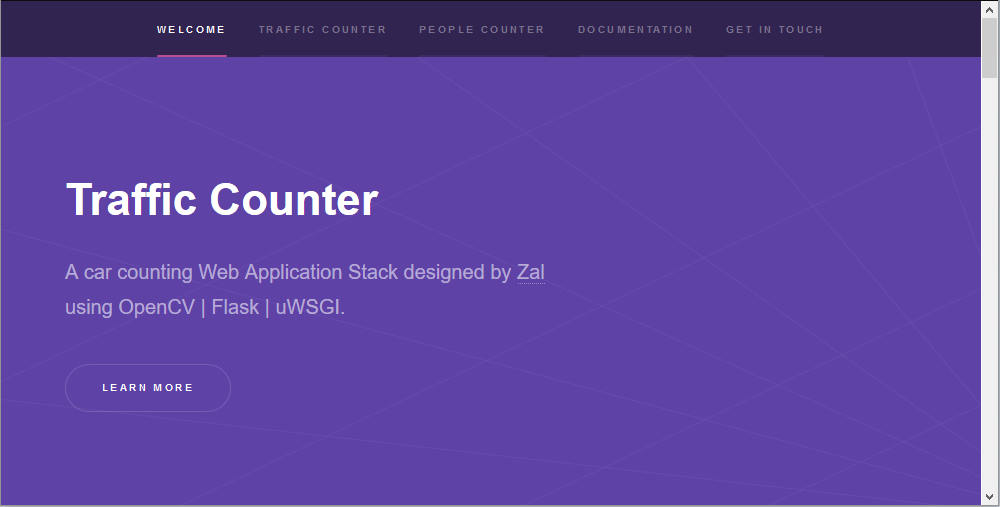 WELCOME TRAFFIC COUNTER PEOPLE COUNTER DOCUMENTATION GET IN TOUCH
Traffic Counter
A car counting Web Application Stack designed by Zal
using OpenCV | Flask | uWSGI.
LEARN MORE